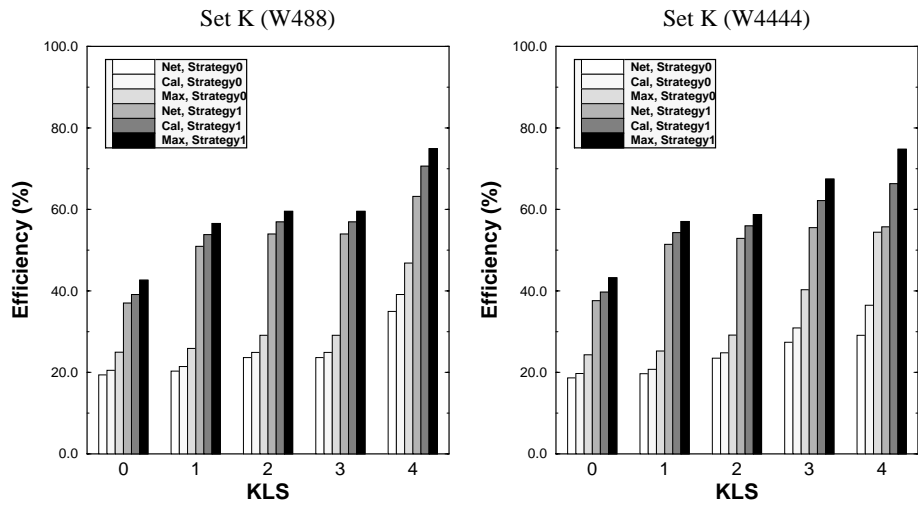 Set K (W488)
100.0
80.0
60.0
40.0
20.0
0.0
Efficiency (%)
Net, Strategy0
Cal, Strategy0
Max, Strategy0
Net, Strategy1
Cal, Strategy1
Max, Strategy1
0 1 2 3 4
KLS
Set K (W4444)
100.0
80.0
60.0
40.0
20.0
0.0
Efficiency (%)
Net, Strategy0
Cal, Strategy0
Max, Strategy0
Net, Strategy1
Cal, Strategy1
Max, Strategy1
0 1 2 3 4
KLS